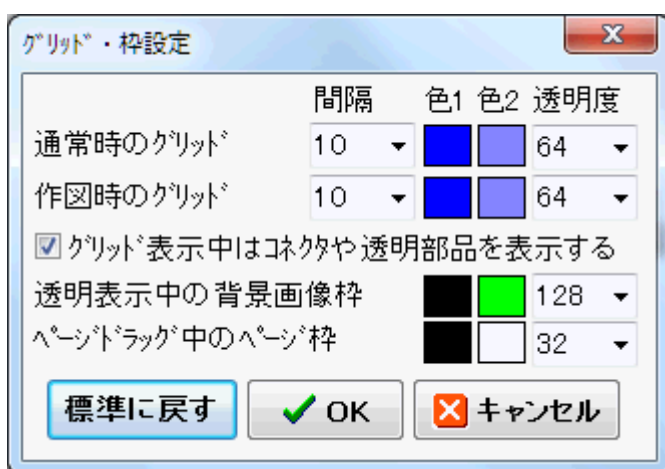 ｸﾞﾘｯﾄﾞ・枠設定
間隔 色1 色2 透明度
通常時のｸﾞﾘｯﾄﾞ 10 64
作図時のｸﾞﾘｯﾄﾞ 10 64
ｸﾞﾘｯﾄﾞ表示中はｺﾈｸﾀや透明部品を表示する
透明表示中の背景画像枠 128
ﾍﾟｰｼﾞﾄﾞﾗｯｸﾞ中のﾍﾟｰｼﾞ枠 32
標準に戻す OK キャンセル